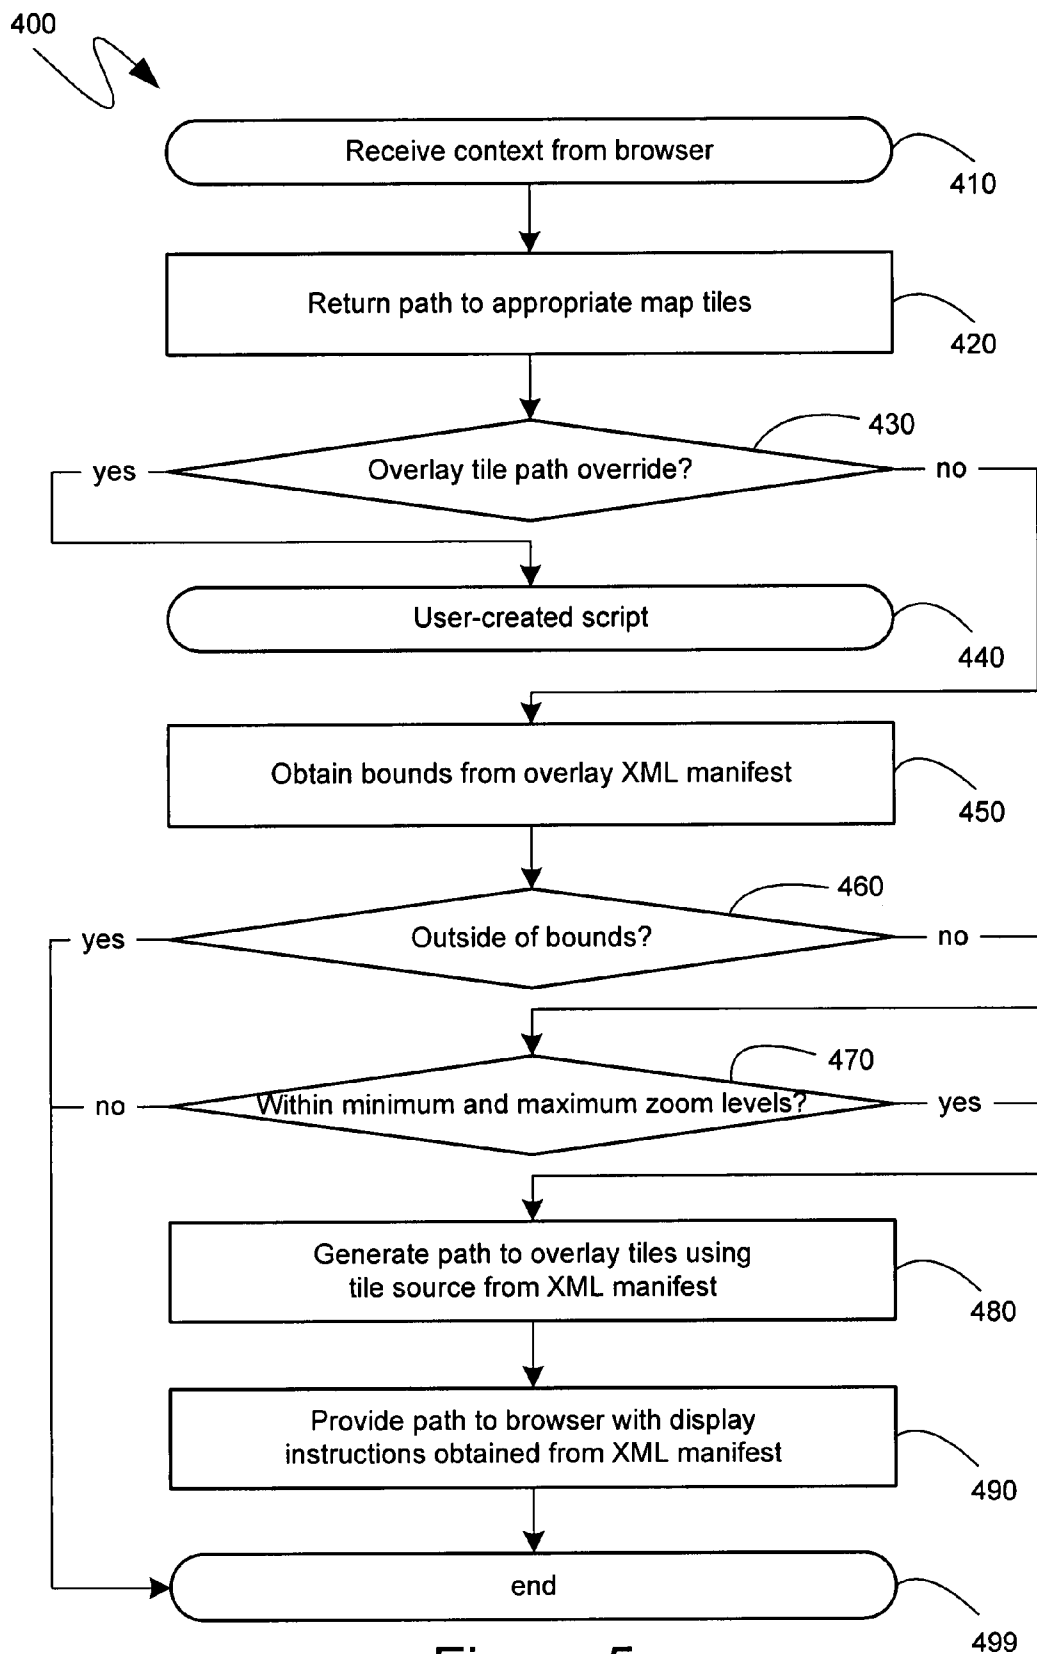 400
Receive context from browser
410
Return path to appropriate map tiles
420
430
yes
Overlay tile path override?
no
User-created script
440
Obtain bounds from overlay XML manifest
450
460
yes
Outside of bounds?
no
470
no
Within minimum and maximum zoom levels?
yes
Generate path to overlay tiles using
tile source from XML manifest
480
Provide path to browser with display
instructions obtained from XML manifest
490
end
499